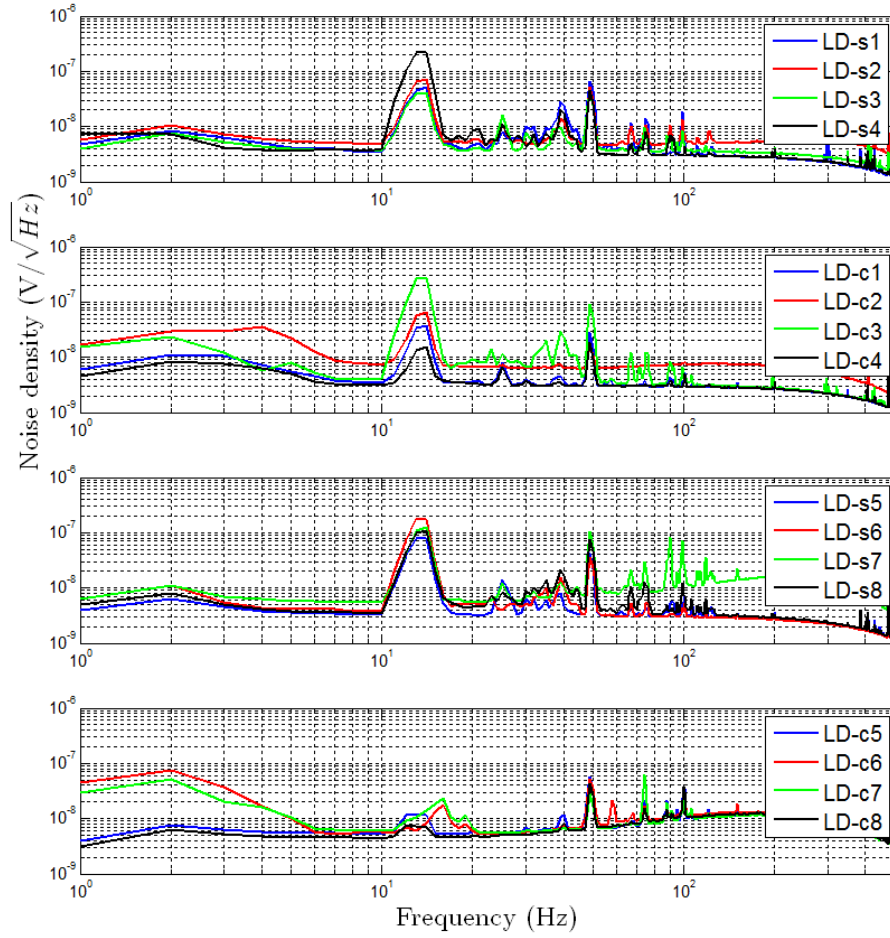 10^-6
10^-7
10^-8
10^-9
10^0
10^1
10^2
LD-s1
LD-s2
LD-s3
LD-s4
10^-6
10^-7
10^-8
10^-9
10^0
10^1
10^2
LD-c1
LD-c2
LD-c3
LD-c4
10^-6
10^-7
10^-8
10^-9
10^0
10^1
10^2
LD-s5
LD-s6
LD-s7
LD-s8
10^-6
10^-7
10^-8
10^-9
10^0
10^1
10^2
LD-c5
LD-c6
LD-c7
LD-c8
Noise density (V/√Hz)
Frequency (Hz)